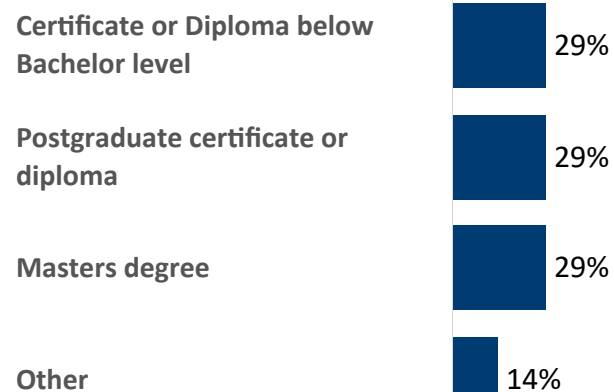 Certificate or Diploma below
Bachelor level
29%
Postgraduate certificate or
diploma
29%
Masters degree
29%
Other
14%